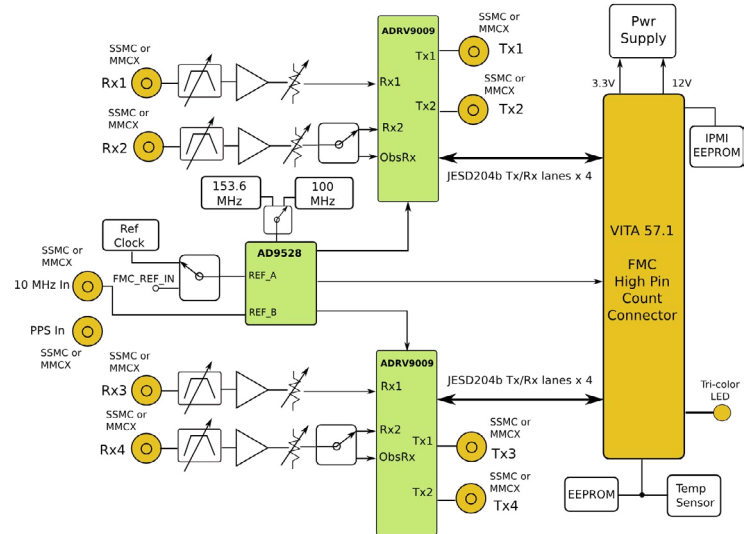 SSMC or
MMCX
Rx1
SSMC or
MMCX
Rx2
ADRV9009
Tx1
Rx1
Tx2
Rx2
ObsRx
SSMC or
MMCX
Tx1
SSMC or
MMCX
Tx2
Pwr
Supply
3.3V
12V
IPMI
EEPROM
JESD204b Tx/Rx lanes x 4
153.6
MHz
100
MHz
Ref
Clock
AD9528
REF_A
REF_B
SSMC or
MMCX
FMC_REF_IN
10 MHz In
PPS In
SSMC or
MMCX
VITA 57.1
FMC
High Pin
Count
Connector
SSMC or
MMCX
Rx3
SSMC or
MMCX
Rx4
ADRV9009
Rx1
Rx2
Tx1
ObsRx
Tx2
JESD204b Tx/Rx lanes x 4
SSMC or
MMCX
Tx3
SSMC or
MMCX
Tx4
Tri-color
LED
EEPROM
Temp
Sensor